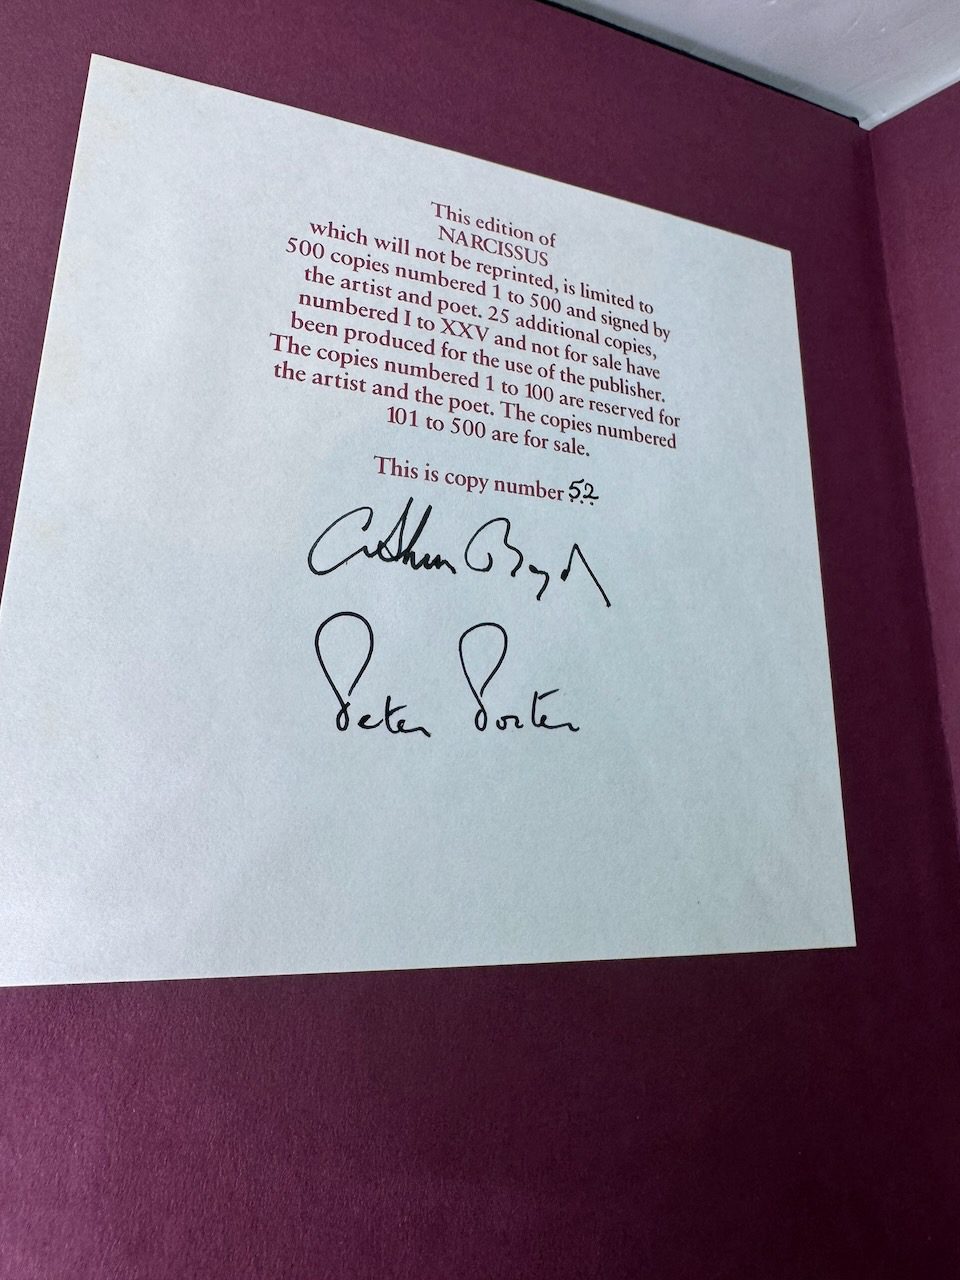 This edition of
NARCISSUS
which will not be reprinted, is limited to
500 copies numbered 1 to 500 and signed by
the artist and poet. 25 additional copies,
numbered I to XXV and not for sale have
been produced for the use of the publisher.
The copies numbered 1 to 100 are reserved for
the artist and the poet. The copies numbered
101 to 500 are for sale.
This is copy number 52
Arthur Boyd
Peter Porter